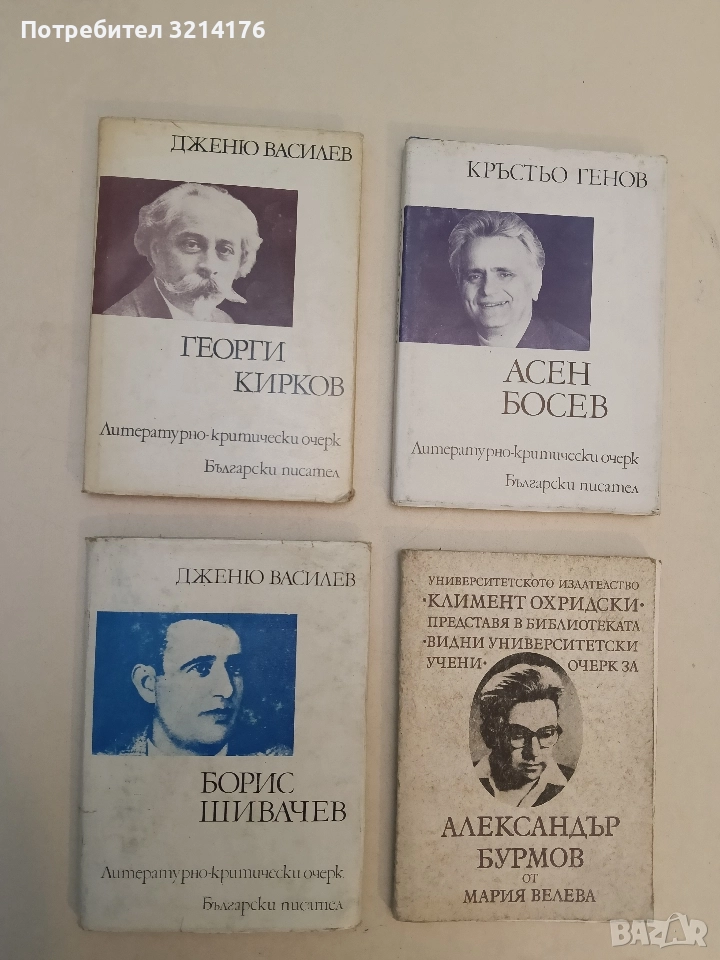 Потребител 3214176
ДЖЕНЮ ВАСИЛЕВ
ГЕОРГИ
КИРКОВ
Литературно-критически очерк
Български писател
КРЪСТЬО ГЕНОВ
АСЕН
БОСЕВ
Литературно-критически очерк
Български писател
ДЖЕНЮ ВАСИЛЕВ
БОРИС
ШИВАЧЕВ
Литературно-критически очерк
Български писател
УНИВЕРСИТЕТСКОТО ИЗДАТЕЛСТВО
·КЛИМЕНТ ОХРИДСКИ·
ПРЕДСТАВЯ В БИБЛИОТЕКАТА
·ВИДНИ УНИВЕРСИТЕТСКИ
УЧЕНИ· ОЧЕРК ЗА
АЛЕКСАНДЪР
БУРМОВ
ОТ
МАРИЯ ВЕЛЕВА
BAZAR